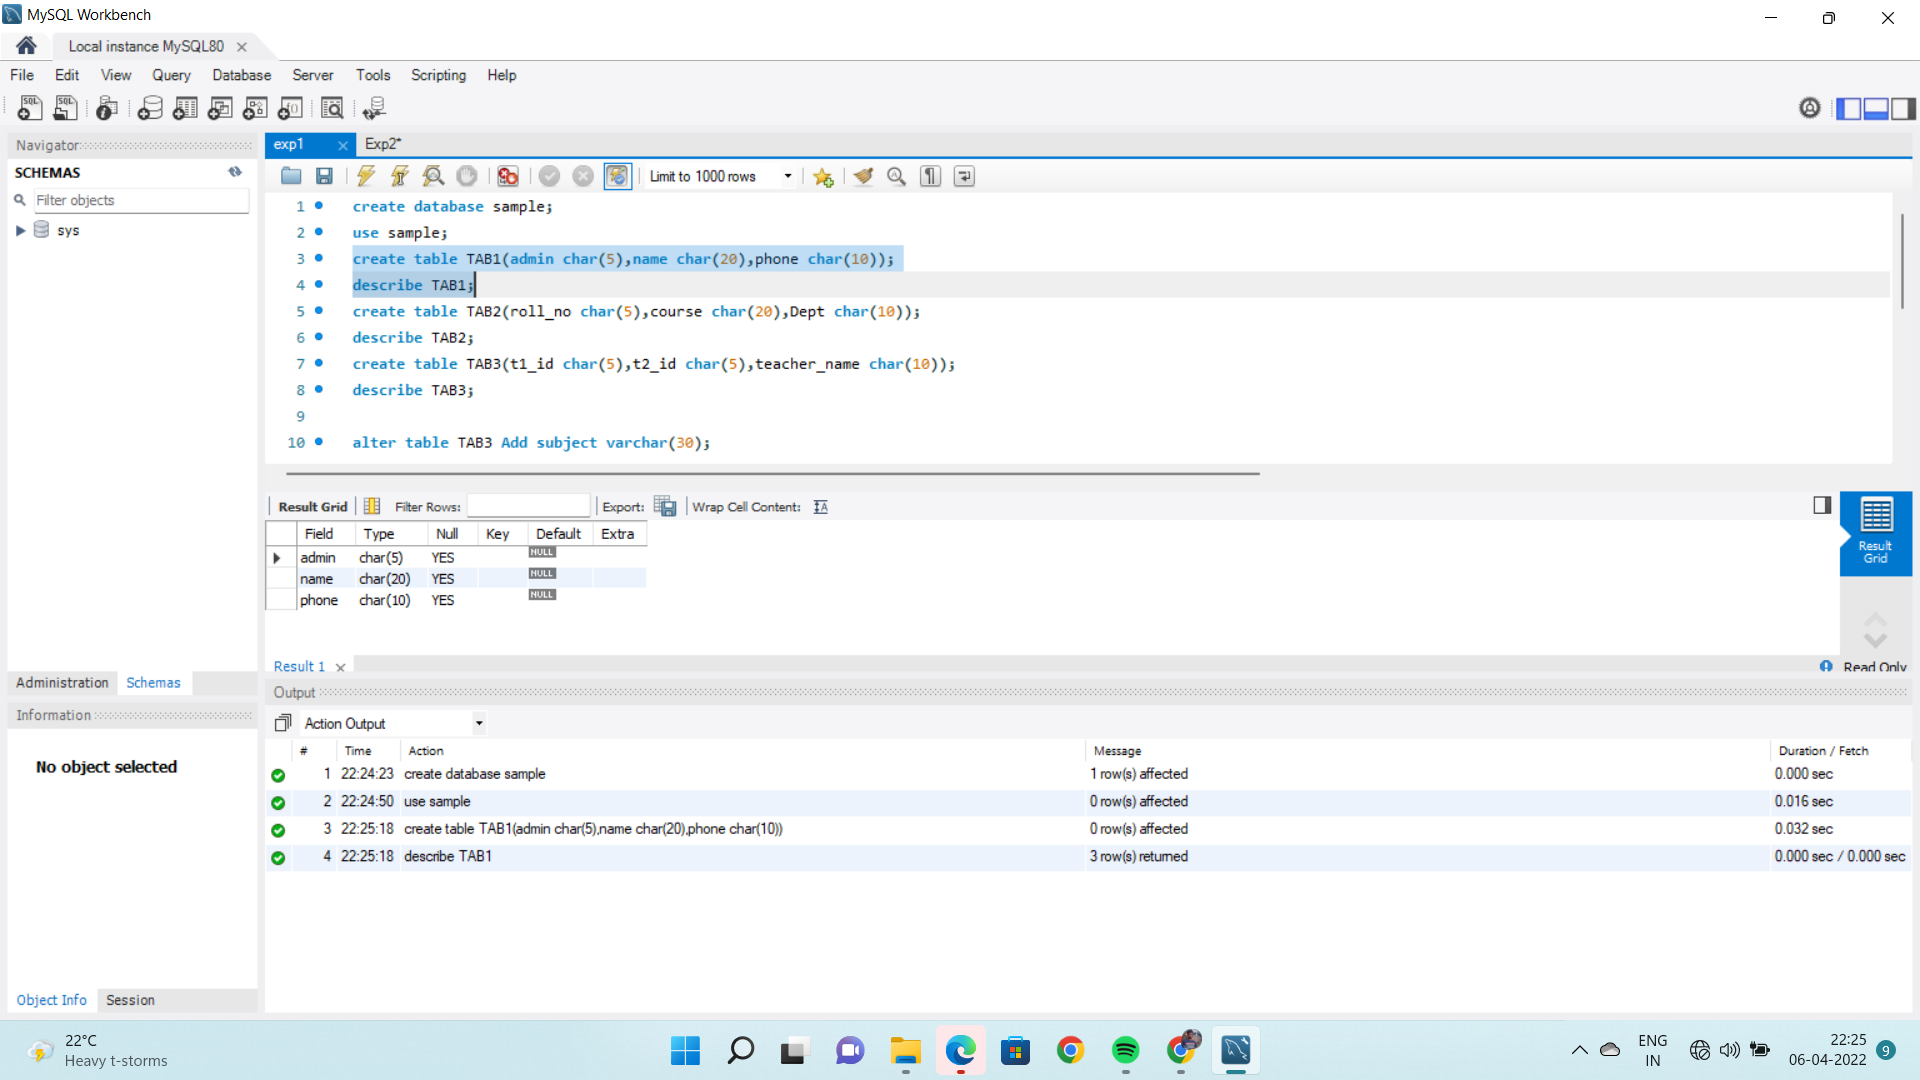 MySQL Workbench
Local instance MySQL80
File Edit View Query Database Server Tools Scripting Help
Navigator
SCHEMAS
Filter objects
sys
Administration Schemas
Information
No object selected
Object Info Session
exp1 Exp2*
Limit to 1000 rows
1 create database sample;
2 use sample;
3 create table TAB1(admin char(5),name char(20),phone char(10));
4 describe TAB1;
5 create table TAB2(roll_no char(5),course char(20),Dept char(10));
6 describe TAB2;
7 create table TAB3(t1_id char(5),t2_id char(5),teacher_name char(10));
8 describe TAB3;
9
10 alter table TAB3 Add subject varchar(30);
Result Grid Filter Rows: Export: Wrap Cell Content:
Field Type Null Key Default Extra
admin char(5) YES NULL
name char(20) YES NULL
phone char(10) YES NULL
Result Grid
Result 1
Read Only
Output
Action Output
# Time Action Message Duration / Fetch
1 22:24:23 create database sample 1 row(s) affected 0.000 sec
2 22:24:50 use sample 0 row(s) affected 0.016 sec
3 22:25:18 create table TAB1(admin char(5),name char(20),phone char(10)) 0 row(s) affected 0.032 sec
4 22:25:18 describe TAB1 3 row(s) returned 0.000 sec / 0.000 sec
22°C
Heavy t-storms
ENG
IN
22:25
06-04-2022
9